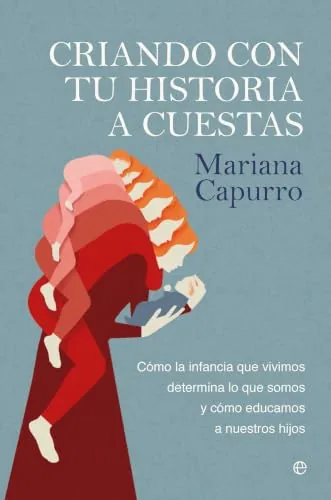 CRIANDO CON
TU HISTORIA
A CUESTAS
Mariana
Capurro
Cómo la infancia que vivimos
determina lo que somos
y cómo educamos
a nuestros hijos